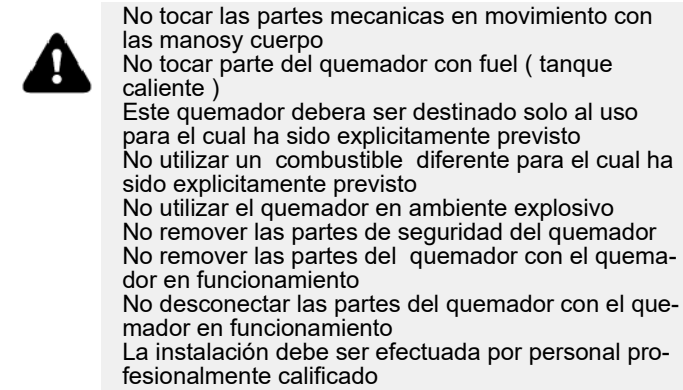 No tocar las partes mecanicas en movimiento con
las manosy cuerpo
No tocar parte del quemador con fuel ( tanque
caliente )
Este quemador debera ser destinado solo al uso
para el cual ha sido explicitamente previsto
No utilizar un combustible diferente para el cual ha
sido explicitamente previsto
No utilizar el quemador en ambiente explosivo
No remover las partes de seguridad del quemador
No remover las partes del quemador con el quema-
dor en funcionamiento
No desconectar las partes del quemador con el que-
mador en funcionamiento
La instalación debe ser efectuada por personal pro-
fesionalmente calificado